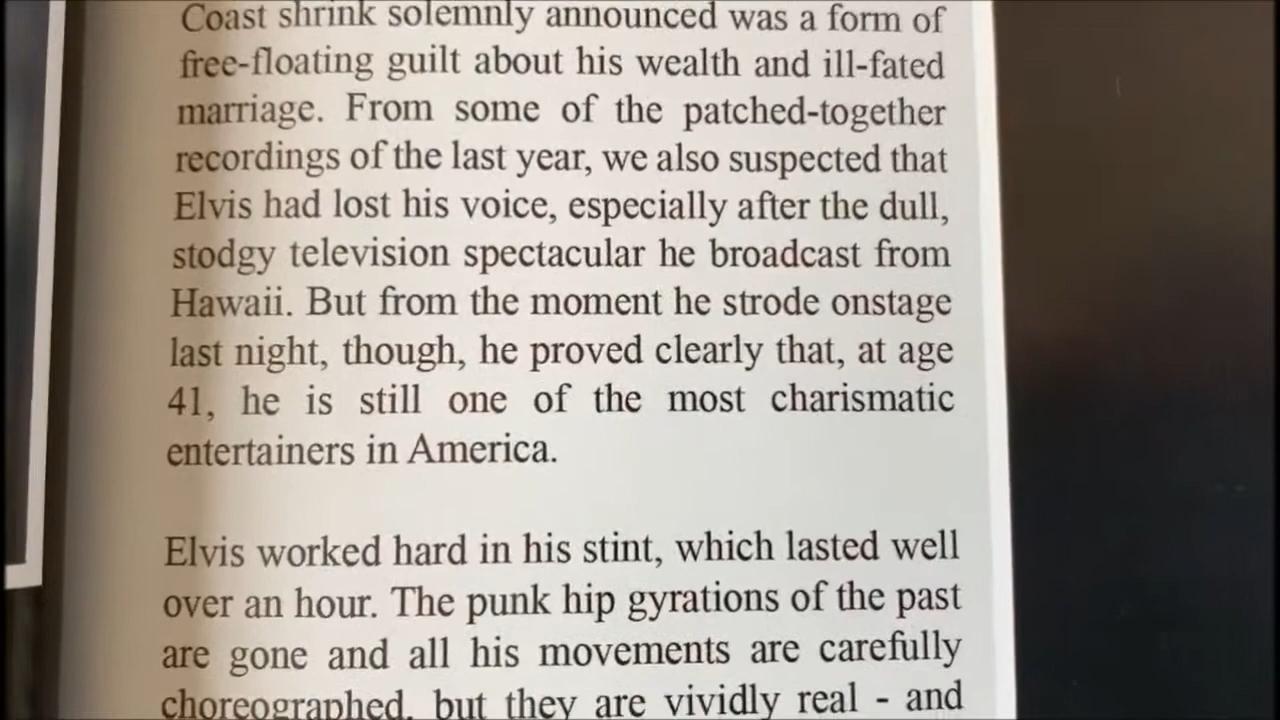 Coast shrink solemnly announced was a form of
free-floating guilt about his wealth and ill-fated
marriage. From some of the patched-together
recordings of the last year, we also suspected that
Elvis had lost his voice, especially after the dull,
stodgy television spectacular he broadcast from
Hawaii. But from the moment he strode onstage
last night, though, he proved clearly that, at age
41, he is still one of the most charismatic
entertainers in America.
Elvis worked hard in his stint, which lasted well
over an hour. The punk hip gyrations of the past
are gone and all his movements are carefully
choreographed, but they are vividly real - and